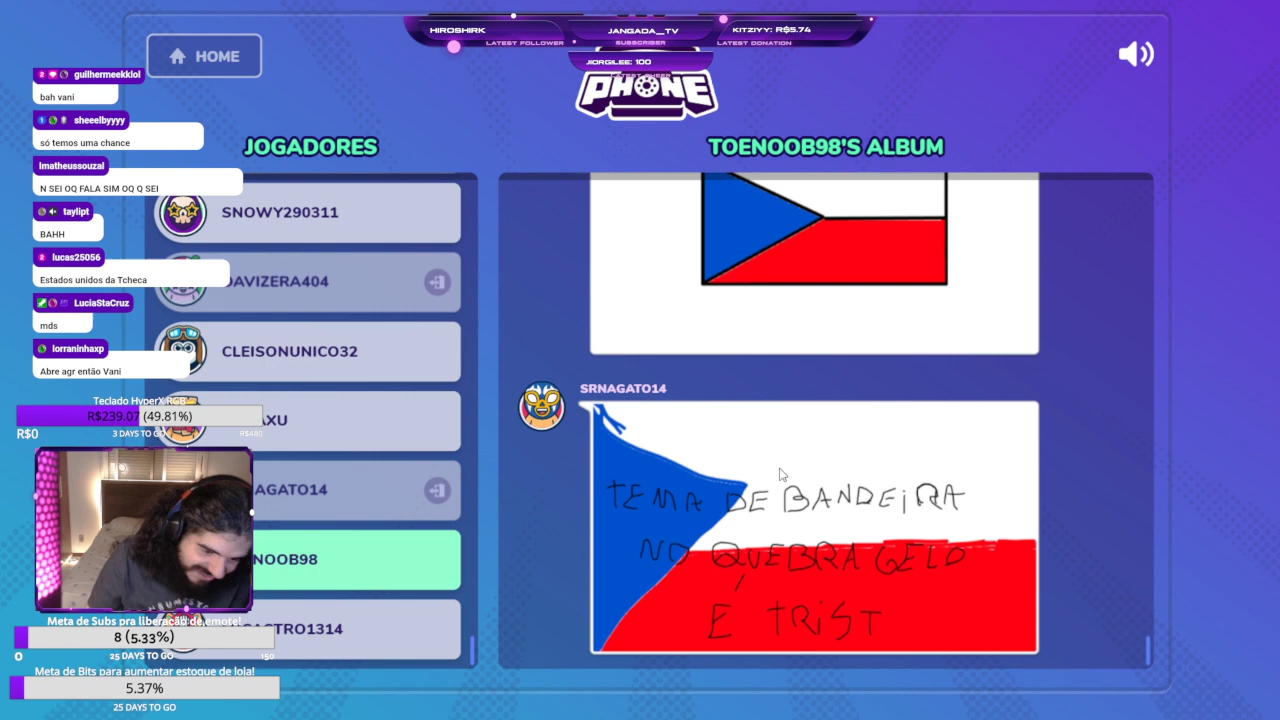 HIROSHIRK
LATEST FOLLOWER
JANGADA__TV
SUBSCRIBER
KITZIYY: R$5.74
LATEST DONATION
JIORGILEE: 100
LATEST CHEER
PHONE
HOME
JOGADORES
SNOWY290311
DAVIZERA404
CLEISONUNICO32
AXU
AGATO14
NOOB98
ASTRO1314
guilhermeekklol
bah vani
sheeelbyyyy
só temos uma chance
lmatheussouzal
N SEI OQ FALA SIM OQ Q SEI
taylipt
BAHH
lucas25056
Estados unidos da Tcheca
LuciaStaCruz
mds
lorraninhaxp
Abre agr então Vani
Teclado HyperX RGB
R$239.07 (49.81%)
R$0
3 DAYS TO GO
R$480
Meta de Subs pra liberação de emote!
8 (5.33%)
0
25 DAYS TO GO
150
Meta de Bits para aumentar estoque de loja!
5.37%
25 DAYS TO GO
TOENOOB98'S ALBUM
SRNAGATO14
TEMA DE BANDEIRA
NO QUEBRA GELO
É TRIST